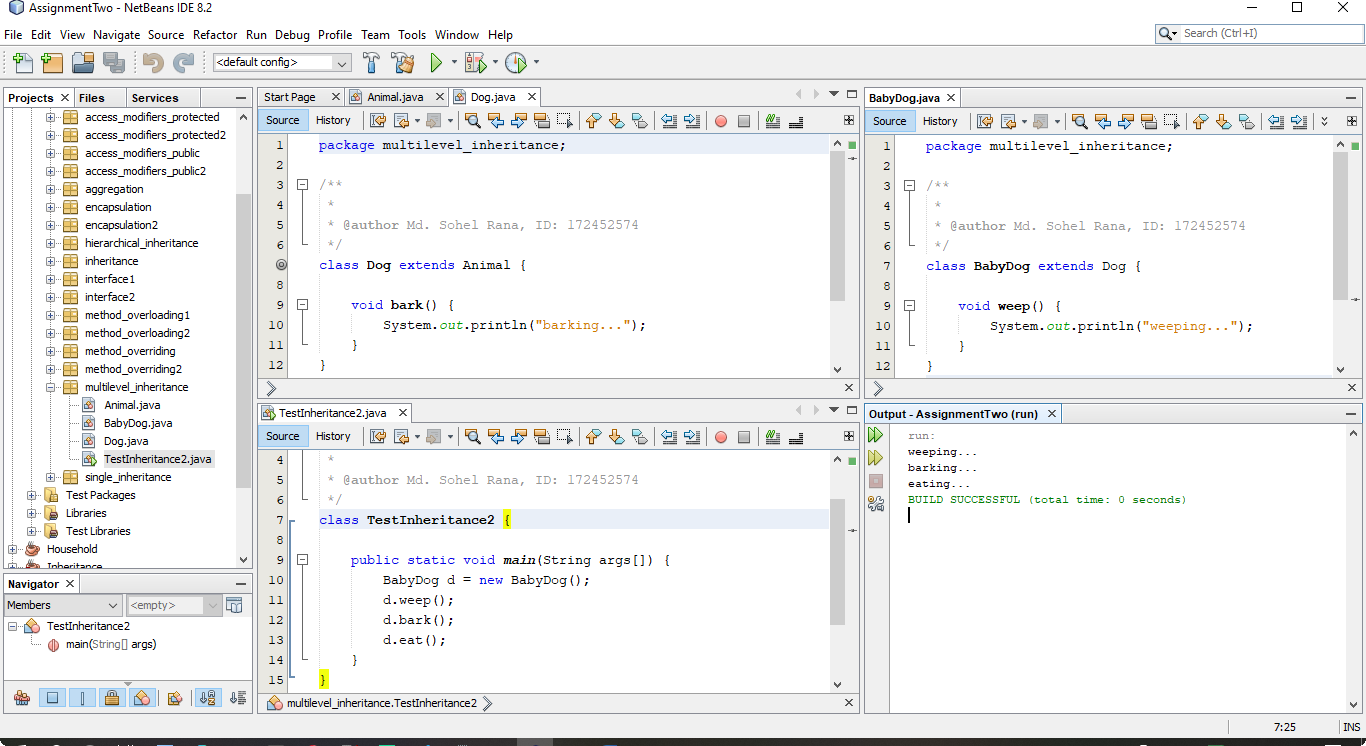 AssignmentTwo - NetBeans IDE 8.2
File Edit View Navigate Source Refactor Run Debug Profile Team Tools Window Help
Search (Ctrl+I)
<default config>
Projects Files Services
access_modifiers_protected
access_modifiers_protected2
access_modifiers_public
access_modifiers_public2
aggregation
encapsulation
encapsulation2
hierarchical_inheritance
inheritance
interface1
interface2
method_overloading1
method_overloading2
method_overriding
method_overriding2
multilevel_inheritance
Animal.java
BabyDog.java
Dog.java
TestInheritance2.java
single_inheritance
Test Packages
Libraries
Test Libraries
Household
Inheritance
Navigator
Members <empty>
TestInheritance2
main(String[] args)
Start Page Animal.java Dog.java
Source History
1 package multilevel_inheritance;
2
3 /**
4 *
5 * @author Md. Sohel Rana, ID: 172452574
6 */
class Dog extends Animal {
8
9 void bark() {
10 System.out.println("barking...");
11 }
12 }
BabyDog.java
Source History
1 package multilevel_inheritance;
2
3 /**
4 *
5 * @author Md. Sohel Rana, ID: 172452574
6 */
7 class BabyDog extends Dog {
8
9 void weep() {
10 System.out.println("weeping...");
11 }
12 }
TestInheritance2.java
Source History
4 *
5 * @author Md. Sohel Rana, ID: 172452574
6 */
7 class TestInheritance2 {
8
9 public static void main(String args[]) {
10 BabyDog d = new BabyDog();
11 d.weep();
12 d.bark();
13 d.eat();
14 }
15 }
multilevel_inheritance.TestInheritance2
Output - AssignmentTwo (run)
run:
weeping...
barking...
eating...
BUILD SUCCESSFUL (total time: 0 seconds)
7:25 INS